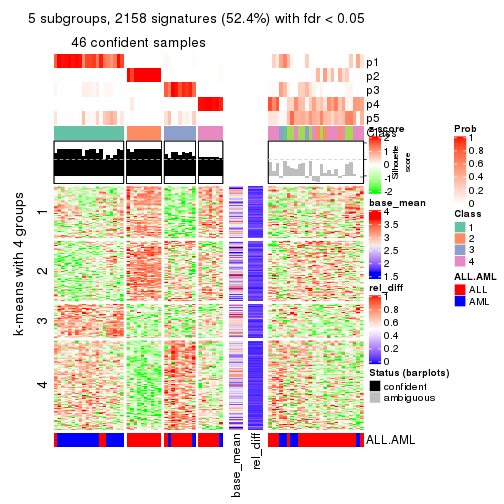 5 subgroups, 2158 signatures (52.4%) with fdr < 0.05
46 confident samples
p1
p2
p3
p4
p5
Class
z-score
2
1
0
-1
-2
Silhouette score
base_mean
4
3.5
3
2.5
2
1.5
rel_diff
1
0.8
0.6
0.4
0.2
0
Status (barplots)
confident
ambiguous
Prob
1
0.8
0.6
0.4
0.2
0
Class
1
2
3
4
ALL.AML
ALL
AML
k-means with 4 groups
1
2
3
4
ALL.AML
base_mean
rel_diff